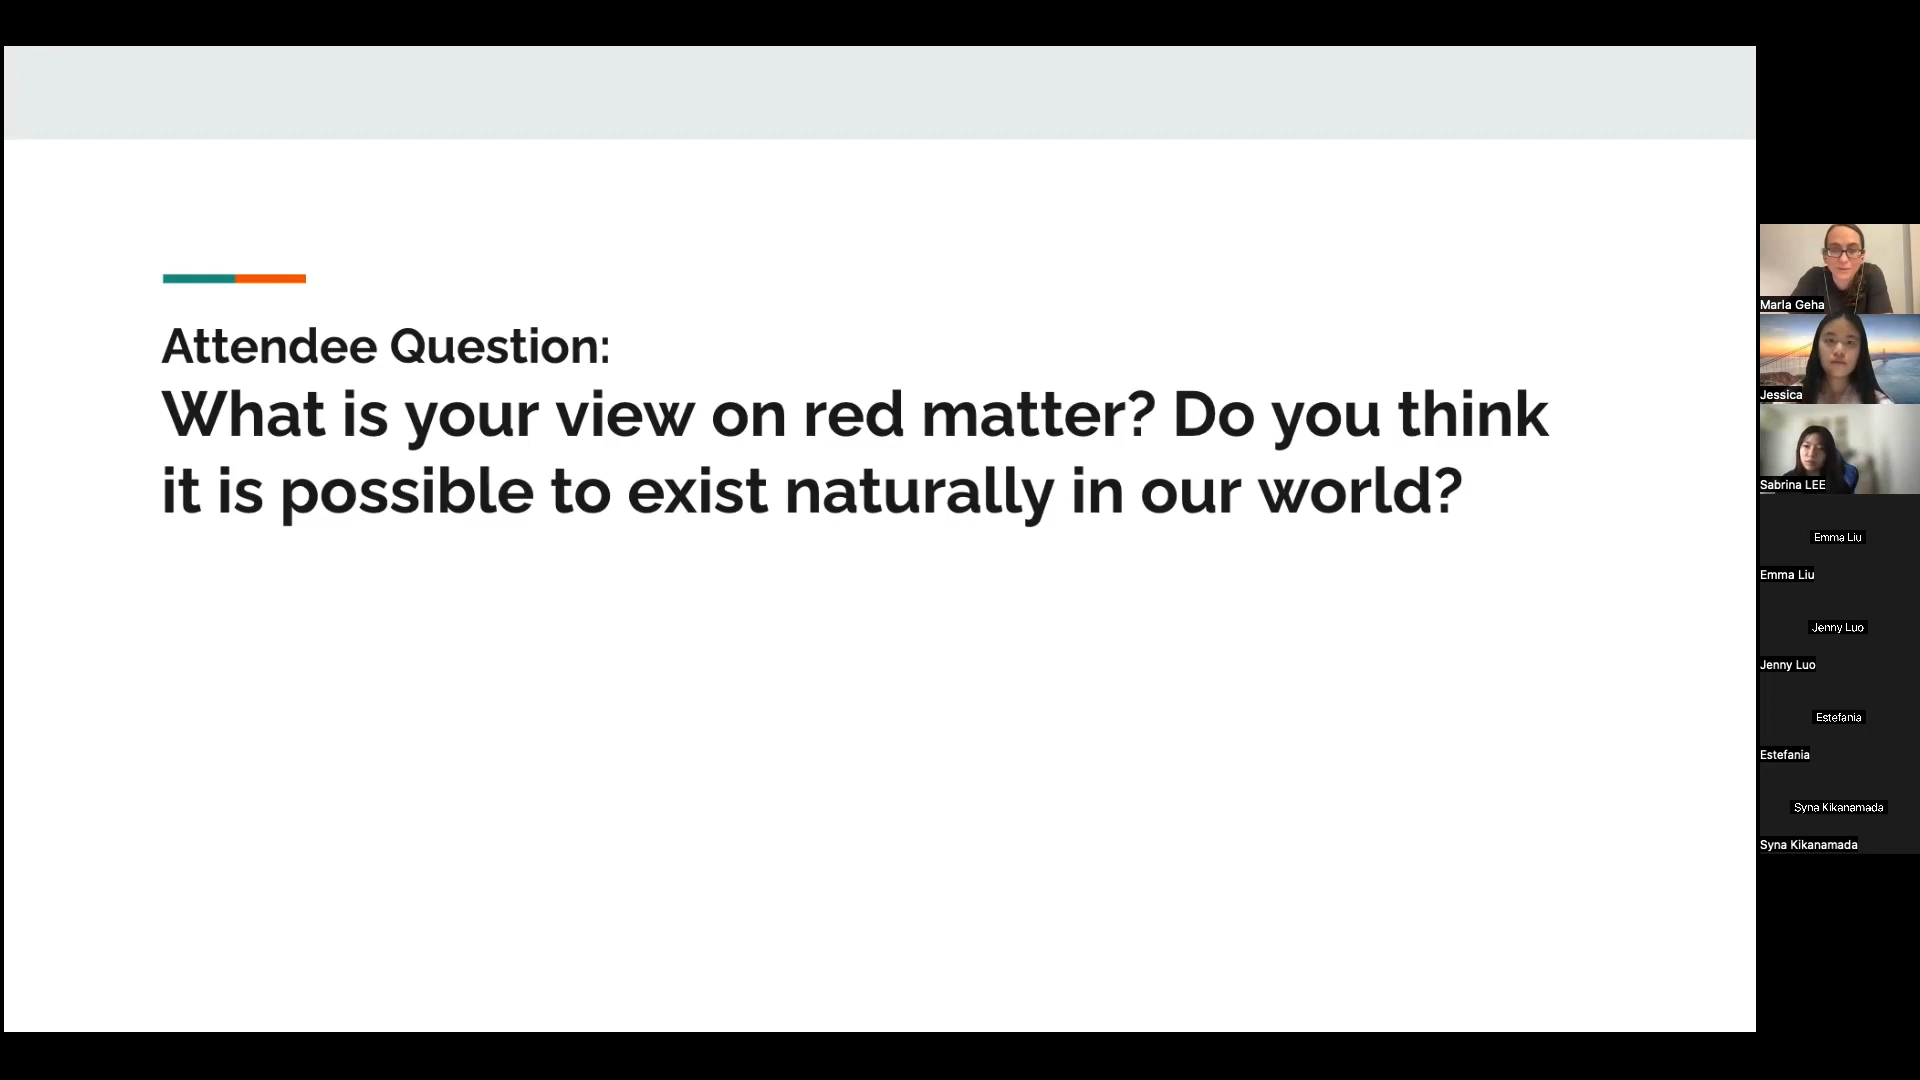 Attendee Question:
What is your view on red matter? Do you think
it is possible to exist naturally in our world?
Marla Geha
Jessica
Sabrina LEE
Emma Liu
Emma Liu
Jenny Luo
Jenny Luo
Estefania
Estefania
Syna Kikanamada
Syna Kikanamada